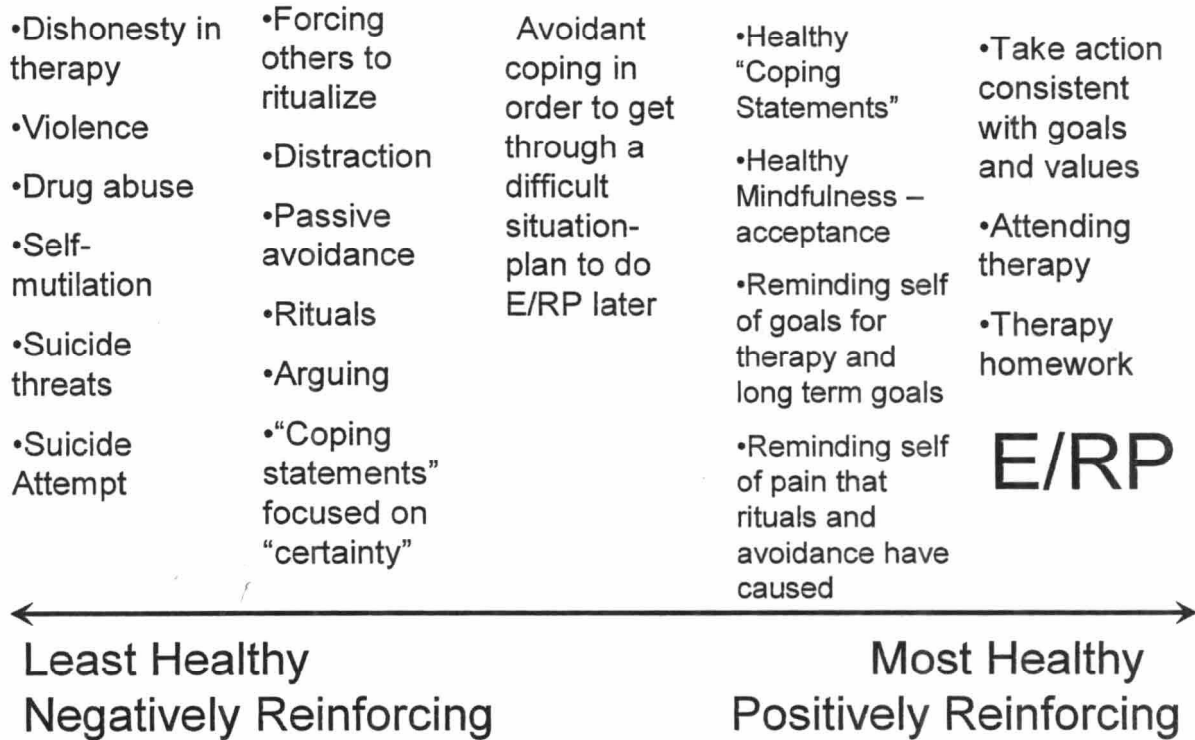 •Dishonesty in
therapy
•Violence
•Drug abuse
•Self-
mutilation
•Suicide
threats
•Suicide
Attempt
•Forcing
others to
ritualize
•Distraction
•Passive
avoidance
•Rituals
•Arguing
•“Coping
statements”
focused on
“certainty”
Avoidant
coping in
order to get
through a
difficult
situation-
plan to do
E/RP later
•Healthy
“Coping
Statements”
•Healthy
Mindfulness –
acceptance
•Reminding self
of goals for
therapy and
long term goals
•Reminding self
of pain that
rituals and
avoidance have
caused
•Take action
consistent
with goals
and values
•Attending
therapy
•Therapy
homework
E/RP
Least Healthy
Negatively Reinforcing
Most Healthy
Positively Reinforcing